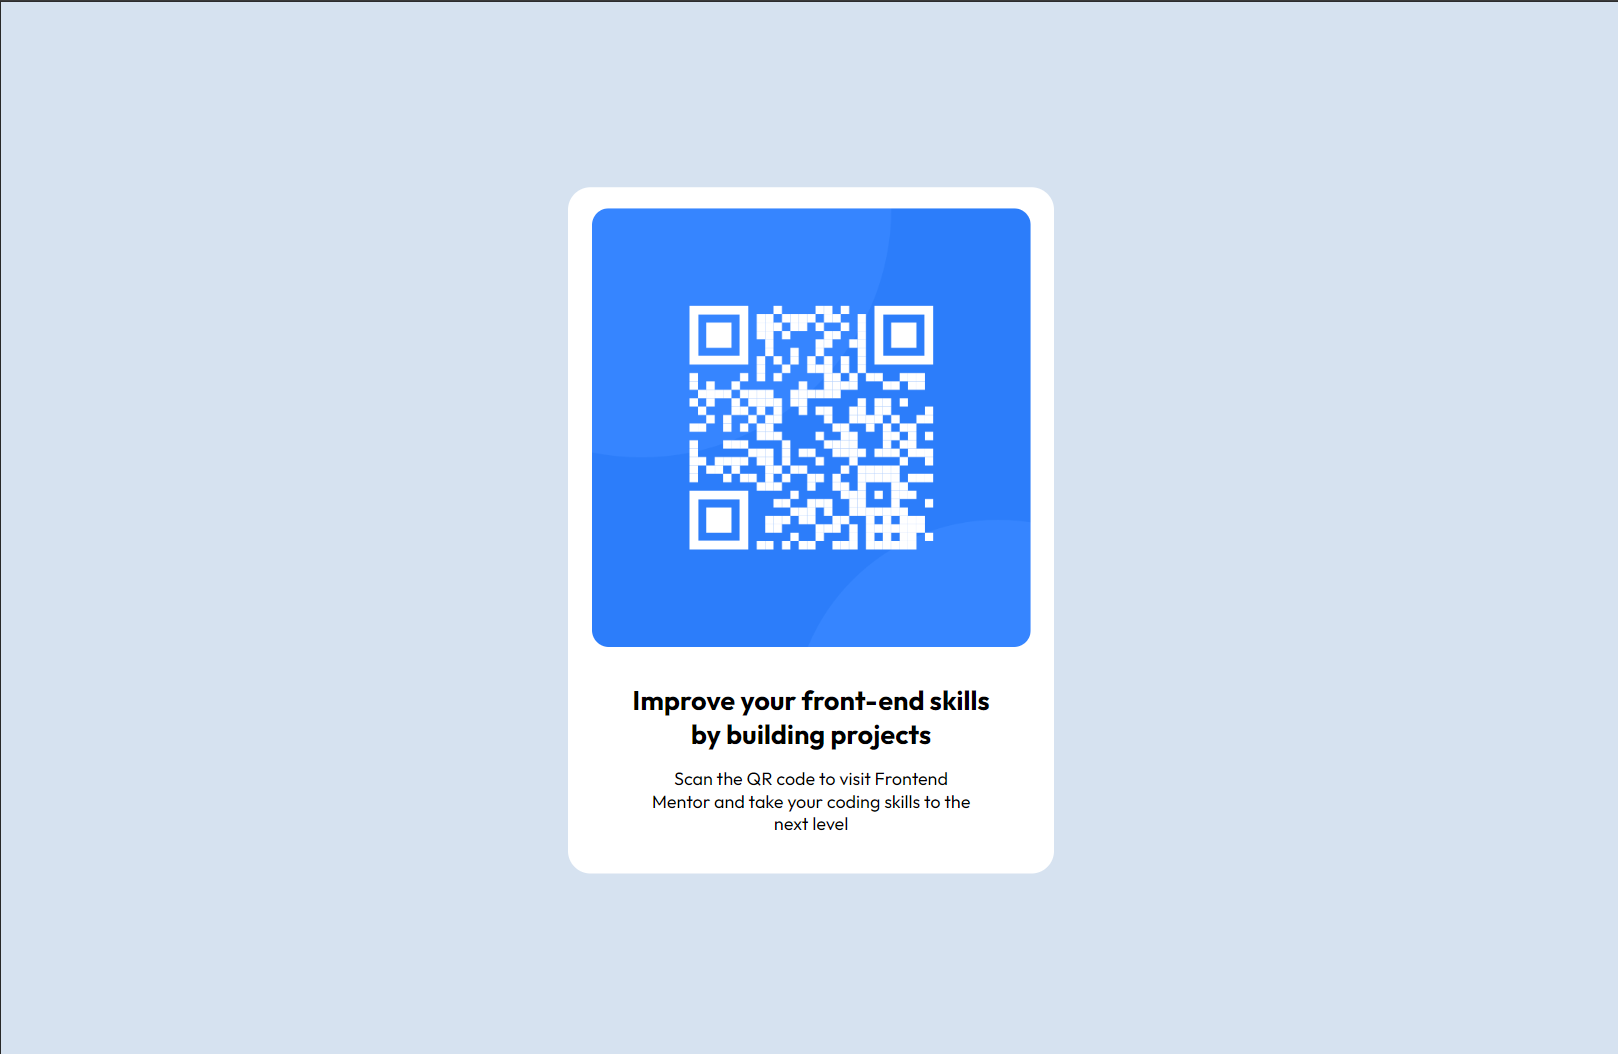 Improve your front-end skills
by building projects
Scan the QR code to visit Frontend
Mentor and take your coding skills to the
next level